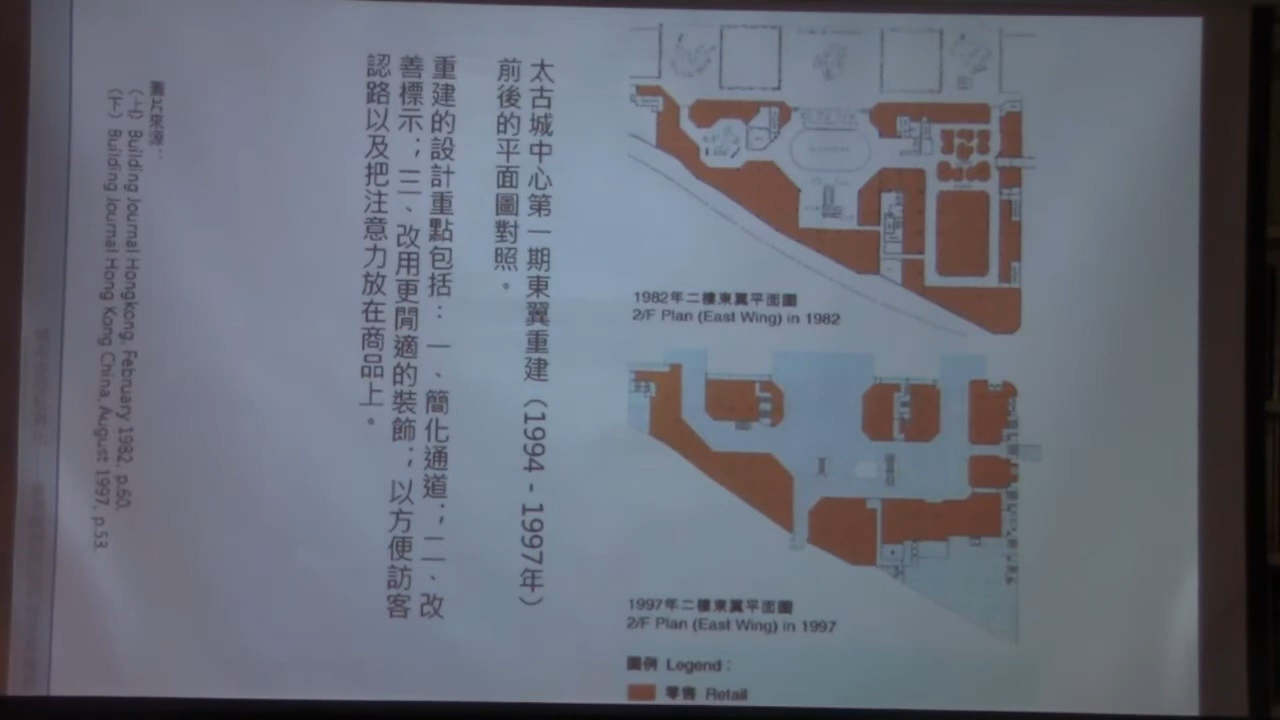 太古城中心第一期東翼重建（1994 - 1997年）
前後的平面圖對照。
重建的設計重點包括：一、簡化通道；二、改
善標示；三、改用更閒適的裝飾；以方便訪客
認路以及把注意力放在商品上。
圖片來源：
（上）Building Journal Hongkong, February 1982, p.60.
（下）Building Journal Hong Kong China, August 1997, p.53.
1982年二樓東翼平面圖
2/F Plan (East Wing) in 1982
1997年二樓東翼平面圖
2/F Plan (East Wing) in 1997
圖例 Legend :
零售 Retail